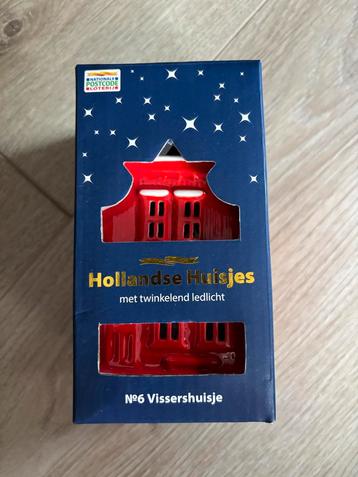 NATIONALE
POSTCODE
LOTERIJ
Hollandse Huisjes
met twinkelend ledlicht
№6 Vissershuisje